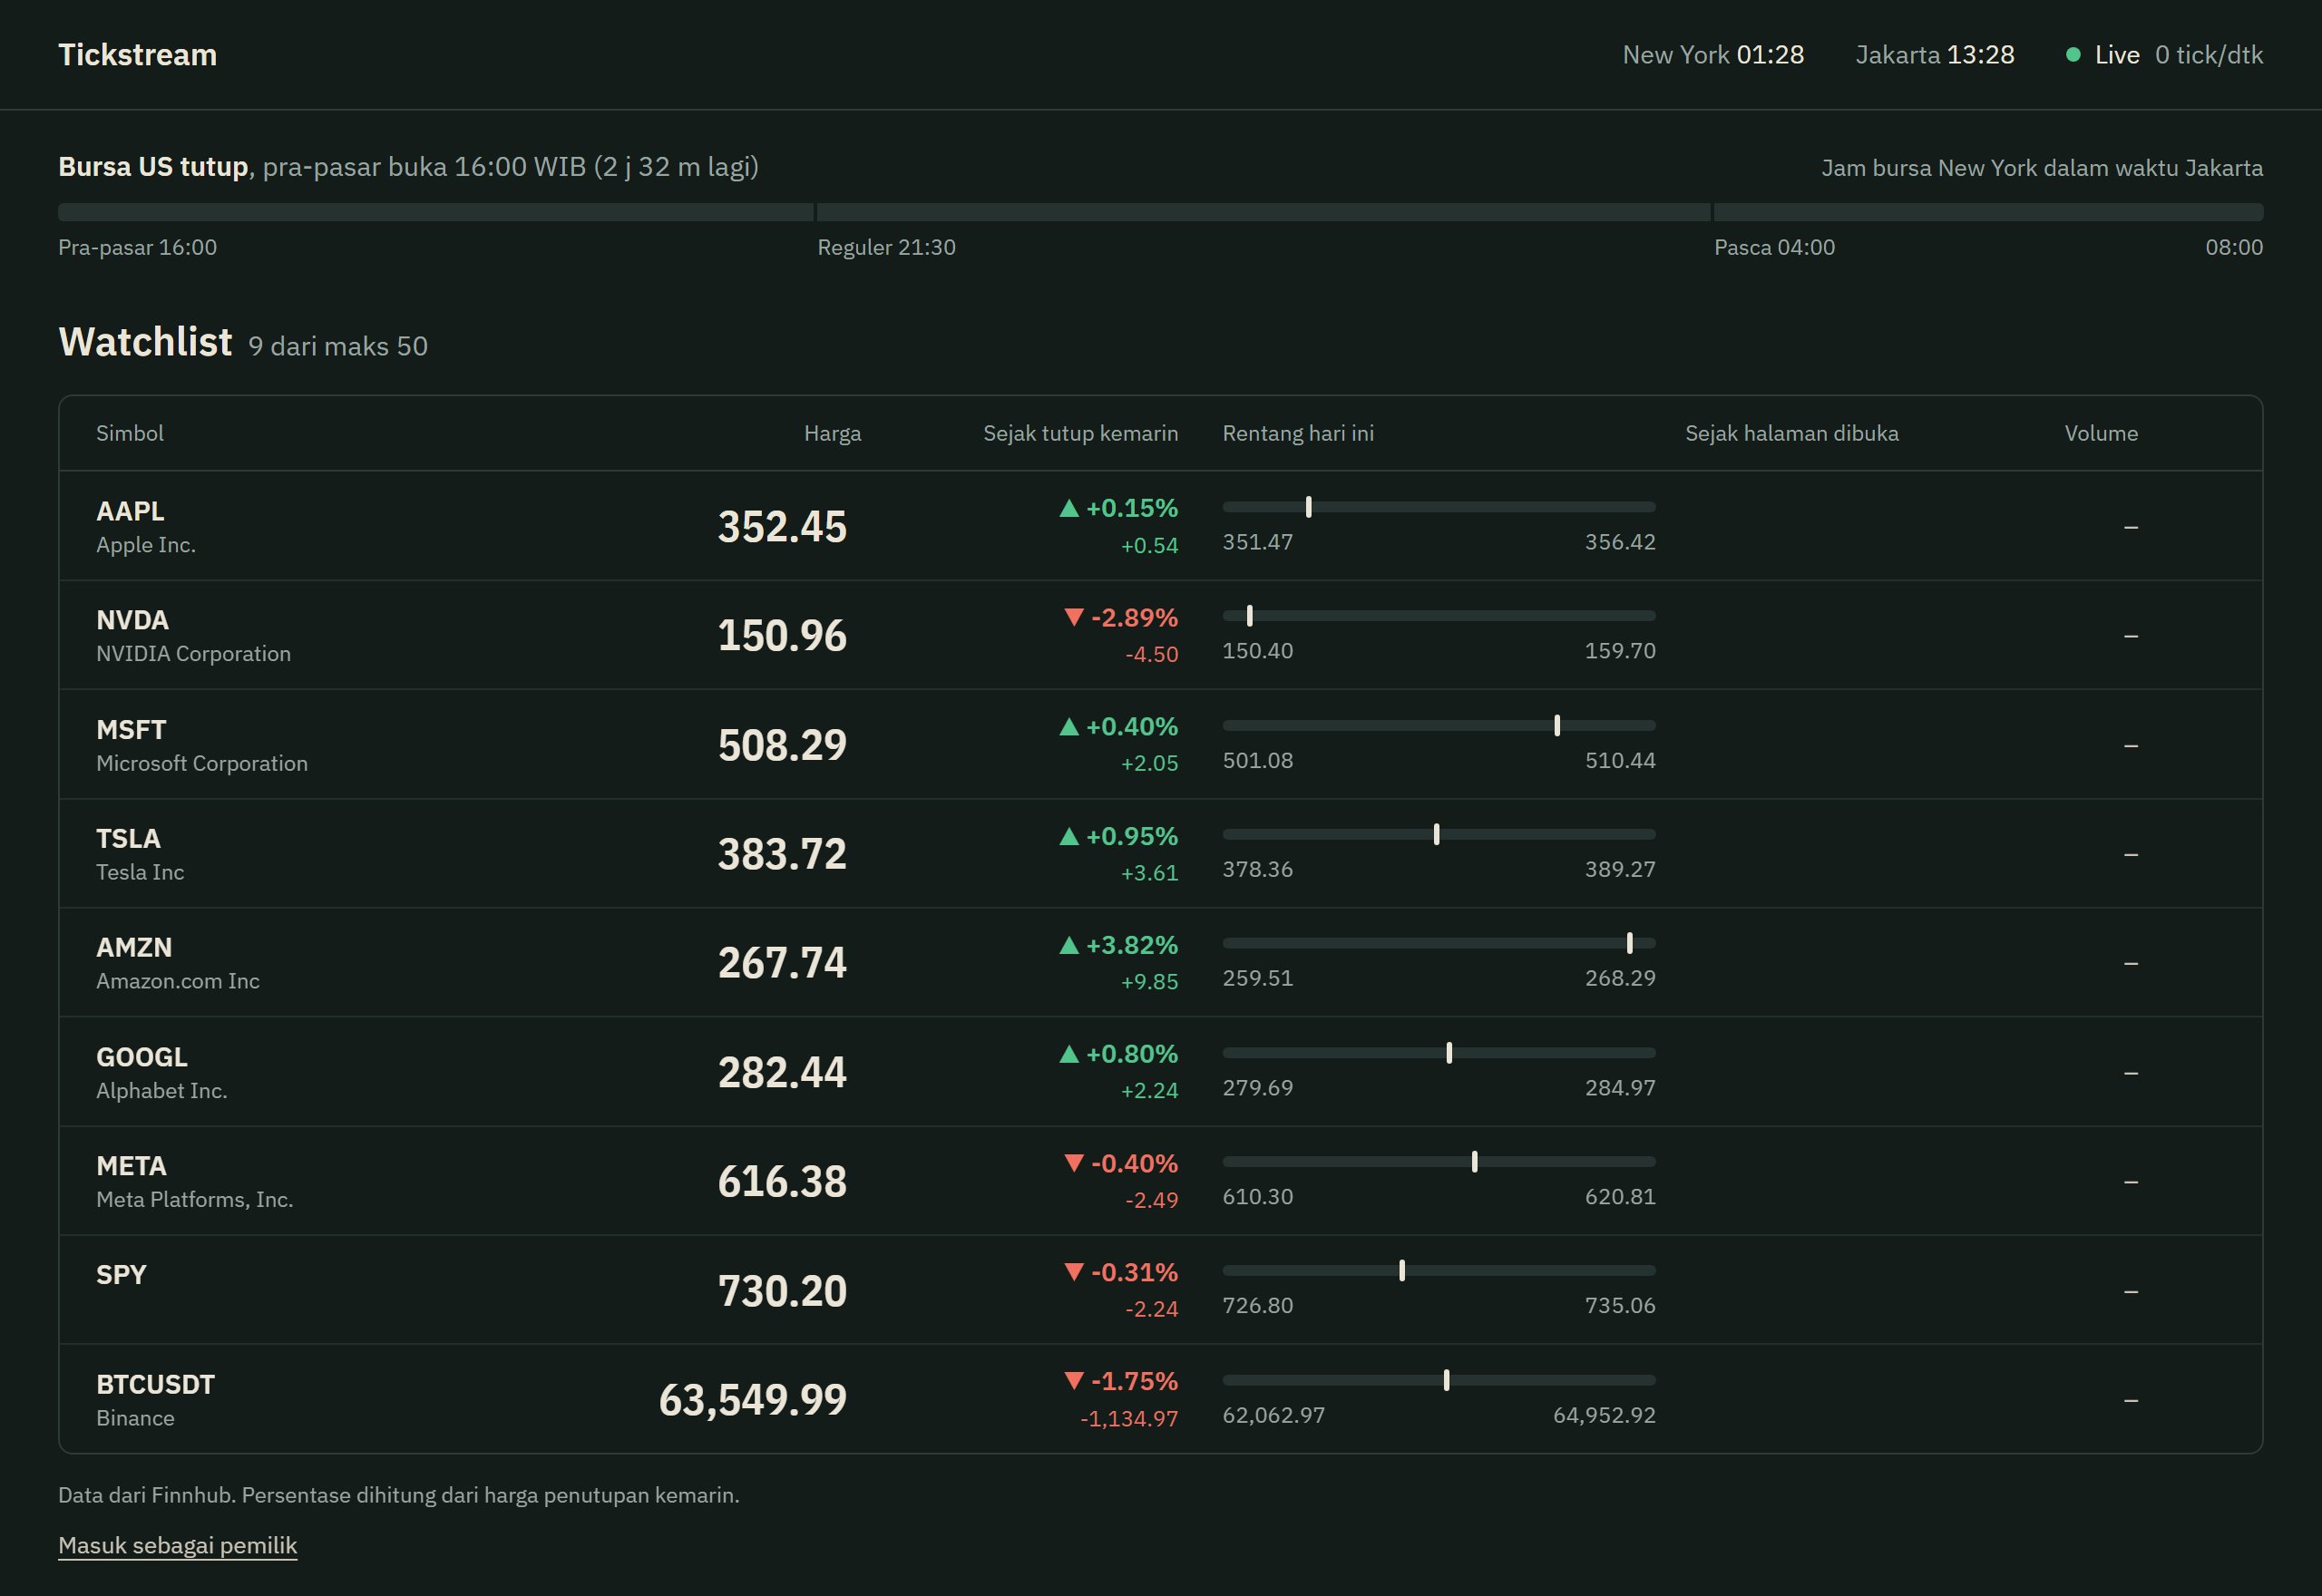 Tickstream
New York 01:28 Jakarta 13:28 Live 0 tick/dtk
Bursa US tutup, pra-pasar buka 16:00 WIB (2 j 32 m lagi)
Jam bursa New York dalam waktu Jakarta
Pra-pasar 16:00 Reguler 21:30 Pasca 04:00 08:00
Watchlist 9 dari maks 50
Simbol Harga Sejak tutup kemarin Rentang hari ini Sejak halaman dibuka Volume
AAPL
Apple Inc.
352.45
▲ +0.15%
+0.54
351.47 356.42
–
NVDA
NVIDIA Corporation
150.96
▼ -2.89%
-4.50
150.40 159.70
–
MSFT
Microsoft Corporation
508.29
▲ +0.40%
+2.05
501.08 510.44
–
TSLA
Tesla Inc
383.72
▲ +0.95%
+3.61
378.36 389.27
–
AMZN
Amazon.com Inc
267.74
▲ +3.82%
+9.85
259.51 268.29
–
GOOGL
Alphabet Inc.
282.44
▲ +0.80%
+2.24
279.69 284.97
–
META
Meta Platforms, Inc.
616.38
▼ -0.40%
-2.49
610.30 620.81
–
SPY
730.20
▼ -0.31%
-2.24
726.80 735.06
–
BTCUSDT
Binance
63,549.99
▼ -1.75%
-1,134.97
62,062.97 64,952.92
–
Data dari Finnhub. Persentase dihitung dari harga penutupan kemarin.
Masuk sebagai pemilik